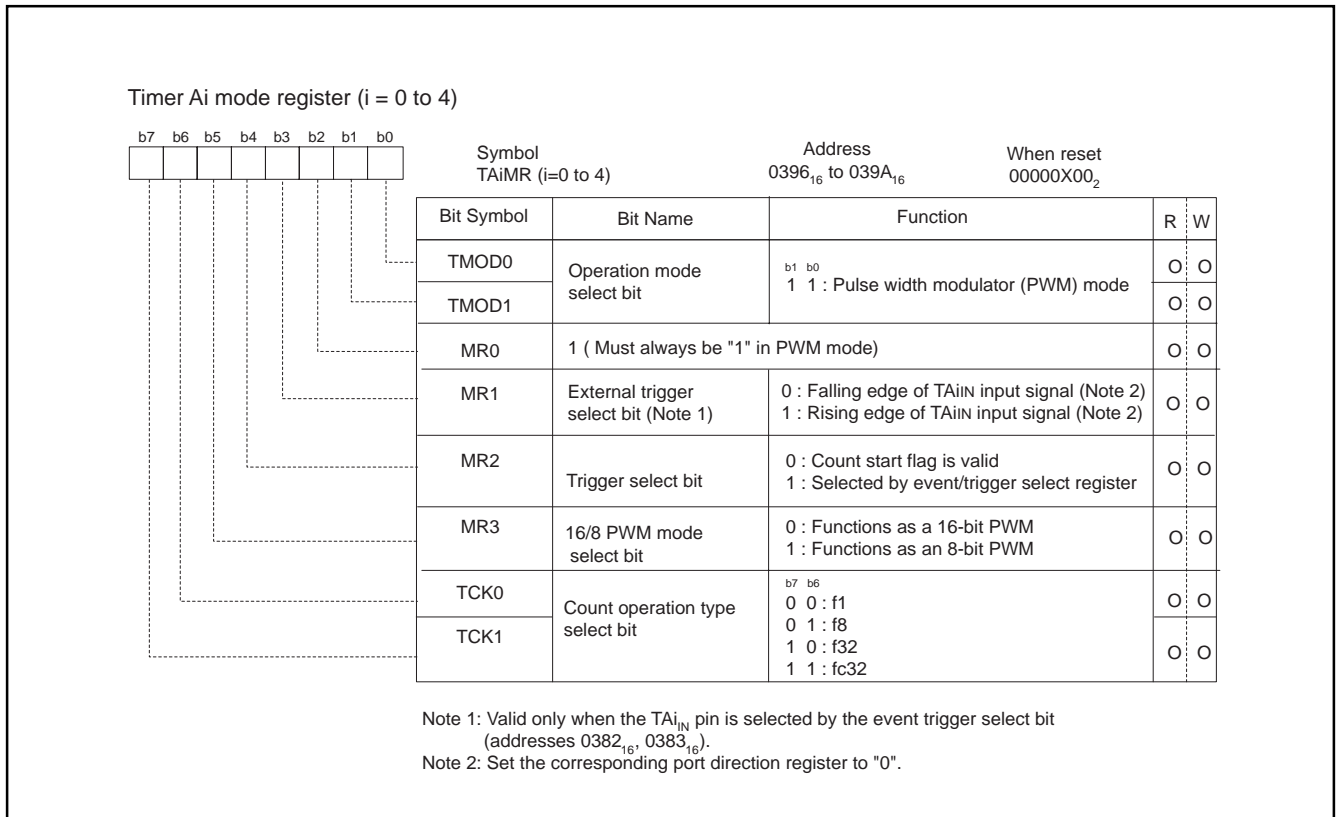 Timer Ai mode register (i = 0 to 4)
b7 b6 b5 b4 b3 b2 b1 b0
Symbol Address When reset
TAiMR (i=0 to 4) 0396₁₆ to 039A₁₆ 00000X00₂
Bit Symbol Bit Name Function R W
TMOD0 Operation mode select bit b1 b0 O O
TMOD1 1 1 : Pulse width modulator (PWM) mode O O
MR0 1 ( Must always be "1" in PWM mode) O O
MR1 External trigger 0 : Falling edge of TAiIN input signal (Note 2)
select bit (Note 1) 1 : Rising edge of TAiIN input signal (Note 2) O O
MR2 0 : Count start flag is valid O O
Trigger select bit 1 : Selected by event/trigger select register
MR3 16/8 PWM mode 0 : Functions as a 16-bit PWM
select bit 1 : Functions as an 8-bit PWM O O
b7 b6
TCK0 Count operation type 0 0 : f1 O O
select bit 0 1 : f8
TCK1 1 0 : f32 O O
1 1 : fc32
Note 1: Valid only when the TAi_IN pin is selected by the event trigger select bit
(addresses 0382₁₆, 0383₁₆).
Note 2: Set the corresponding port direction register to "0".